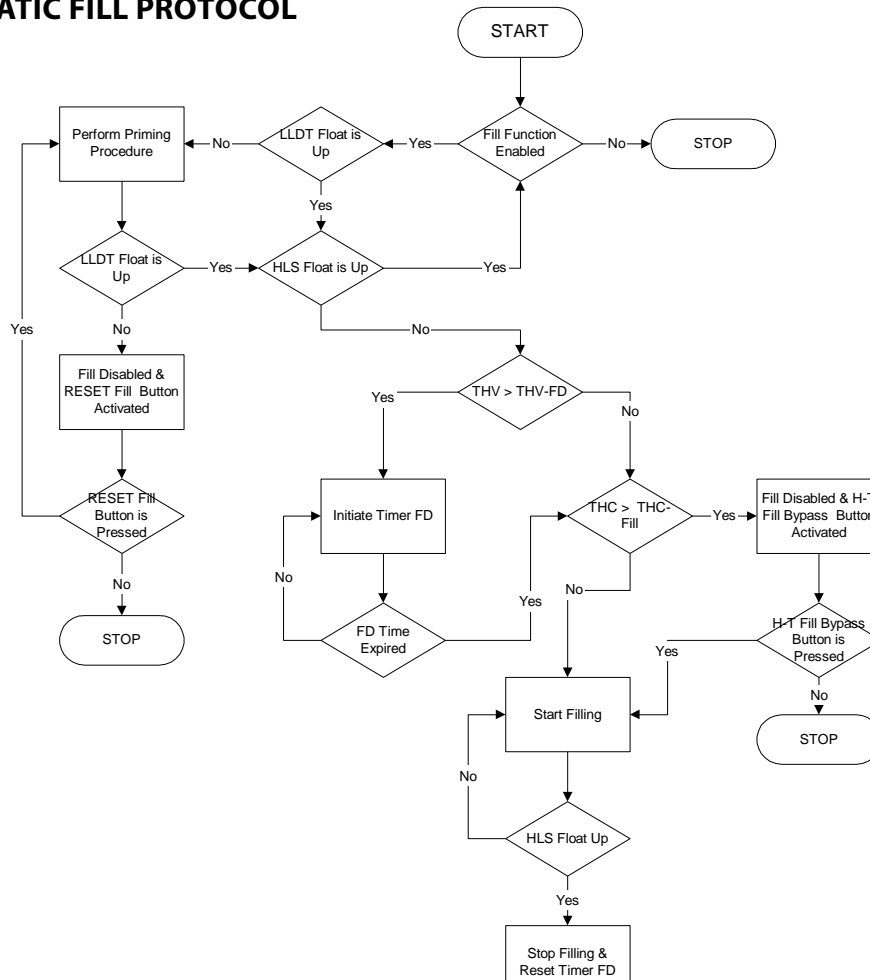 ATIC FILL PROTOCOL
START
Perform Priming
Procedure
No
LLDT Float is
Up
Yes
Fill Function
Enabled
No
STOP
Yes
LLDT Float is
Up
Yes
HLS Float is Up
Yes
Yes
No
No
Fill Disabled &
RESET Fill Button
Activated
THV > THV-FD
Yes
No
RESET Fill
Button is
Pressed
Initiate Timer FD
THC > THC-
Fill
Yes
Fill Disabled & H-T
Fill Bypass Button
Activated
No
No
No
Yes
STOP
FD Time
Expired
H-T Fill Bypass
Button is
Pressed
Yes
No
Start Filling
STOP
No
HLS Float Up
Yes
Stop Filling &
Reset Timer FD